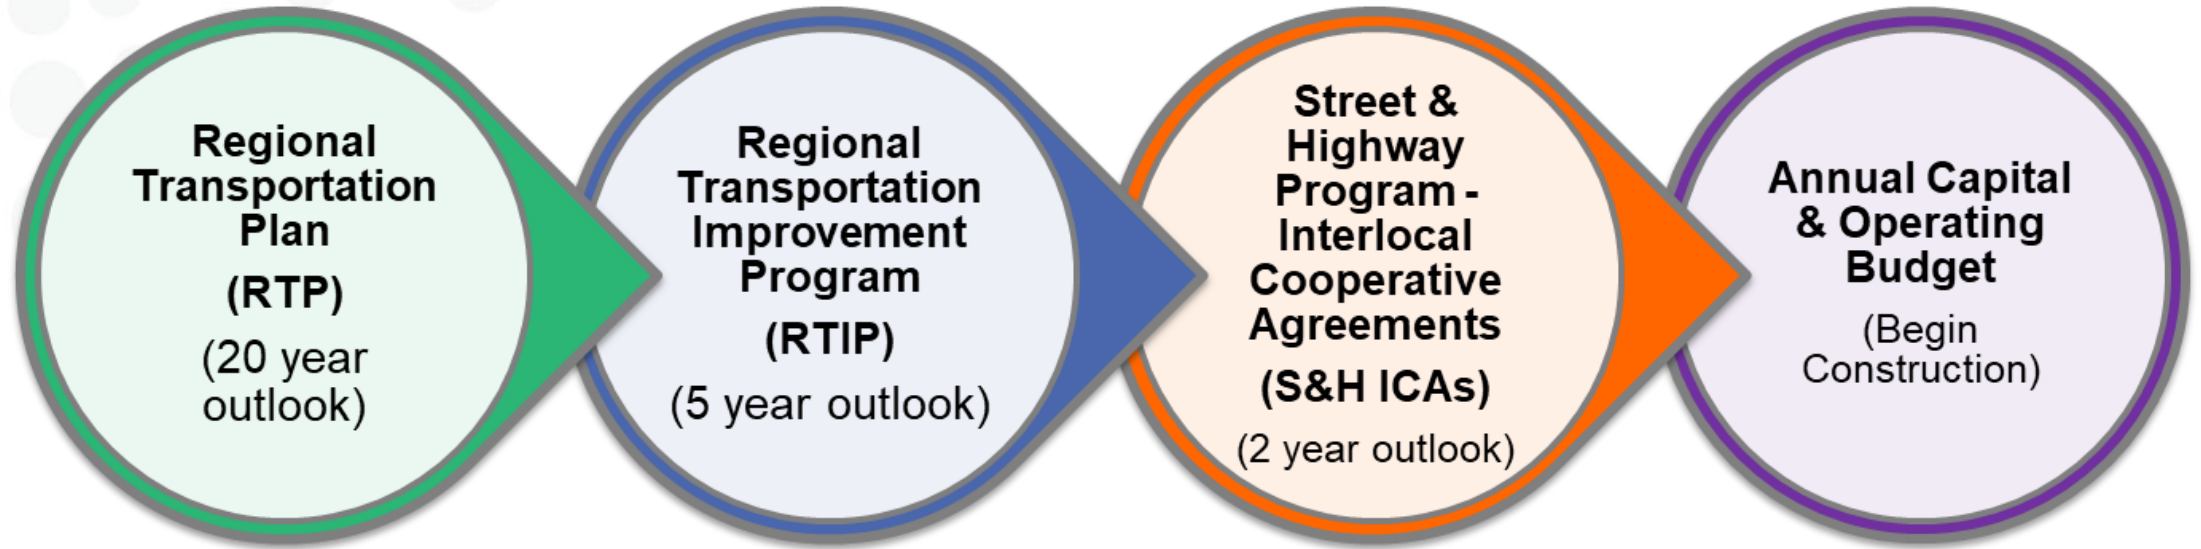 Regional
Transportation
Plan
(RTP)
(20 year
outlook)
Regional
Transportation
Improvement
Program
(RTIP)
(5 year outlook)
Street &
Highway
Program -
Interlocal
Cooperative
Agreements
(S&H ICAs)
(2 year outlook)
Annual Capital
& Operating
Budget
(Begin
Construction)